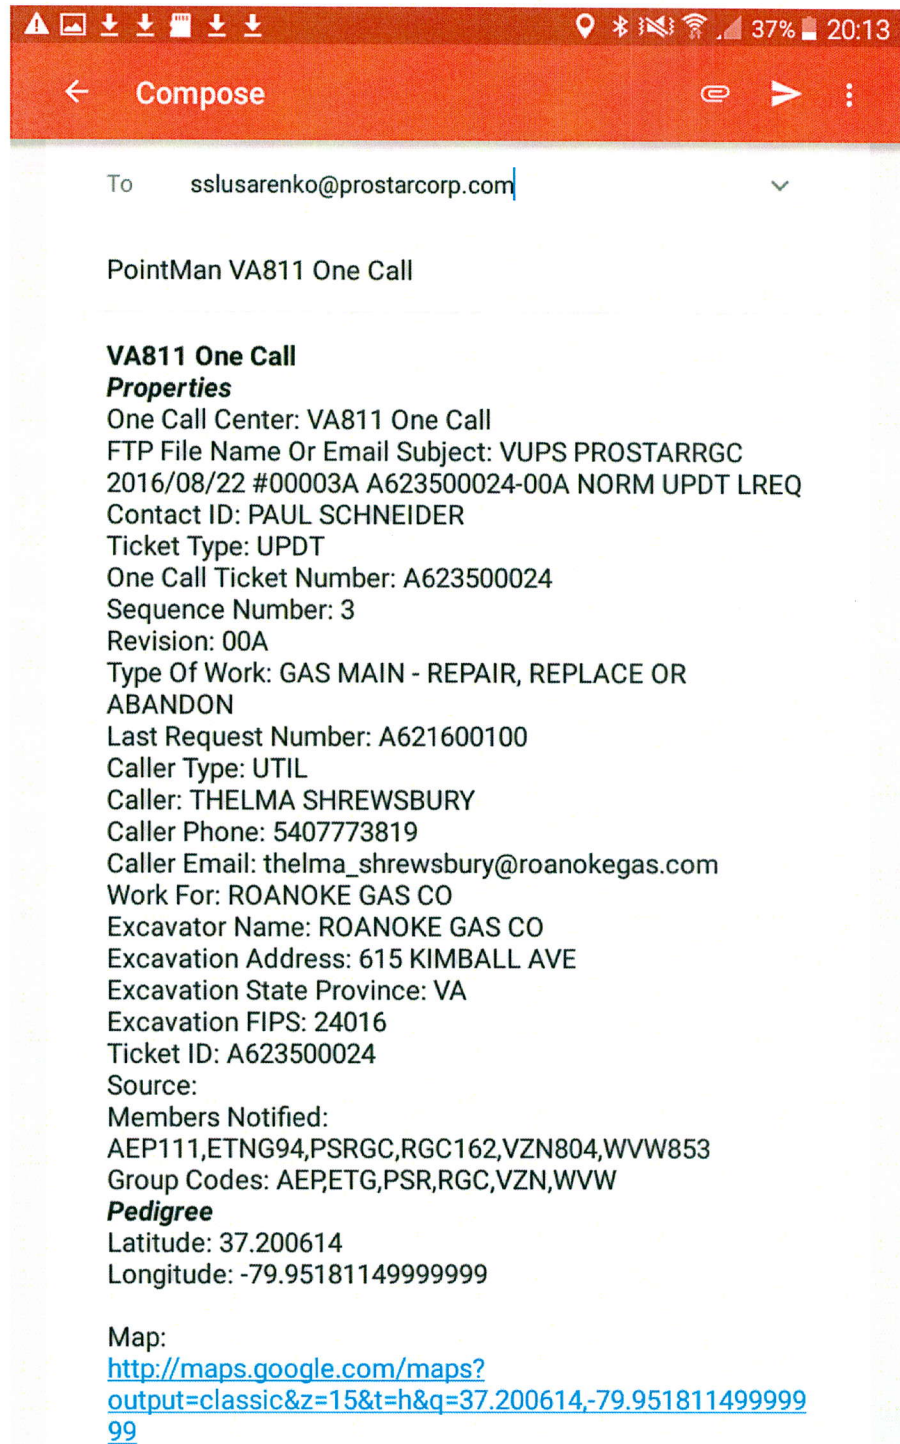 37% 20:13
Compose
To sslusarenko@prostarcorp.com
PointMan VA811 One Call
VA811 One Call
Properties
One Call Center: VA811 One Call
FTP File Name Or Email Subject: VUPS PROSTARRGC
2016/08/22 #00003A A623500024-00A NORM UPDT LREQ
Contact ID: PAUL SCHNEIDER
Ticket Type: UPDT
One Call Ticket Number: A623500024
Sequence Number: 3
Revision: 00A
Type Of Work: GAS MAIN - REPAIR, REPLACE OR
ABANDON
Last Request Number: A621600100
Caller Type: UTIL
Caller: THELMA SHREWSBURY
Caller Phone: 5407773819
Caller Email: thelma_shrewsbury@roanokegas.com
Work For: ROANOKE GAS CO
Excavator Name: ROANOKE GAS CO
Excavation Address: 615 KIMBALL AVE
Excavation State Province: VA
Excavation FIPS: 24016
Ticket ID: A623500024
Source:
Members Notified:
AEP111,ETNG94,PSRGC,RGC162,VZN804,WVW853
Group Codes: AEP,ETG,PSR,RGC,VZN,WVW
Pedigree
Latitude: 37.200614
Longitude: -79.95181149999999
Map:
http://maps.google.com/maps?
output=classic&z=15&t=h&q=37.200614,-79.951811499999
99